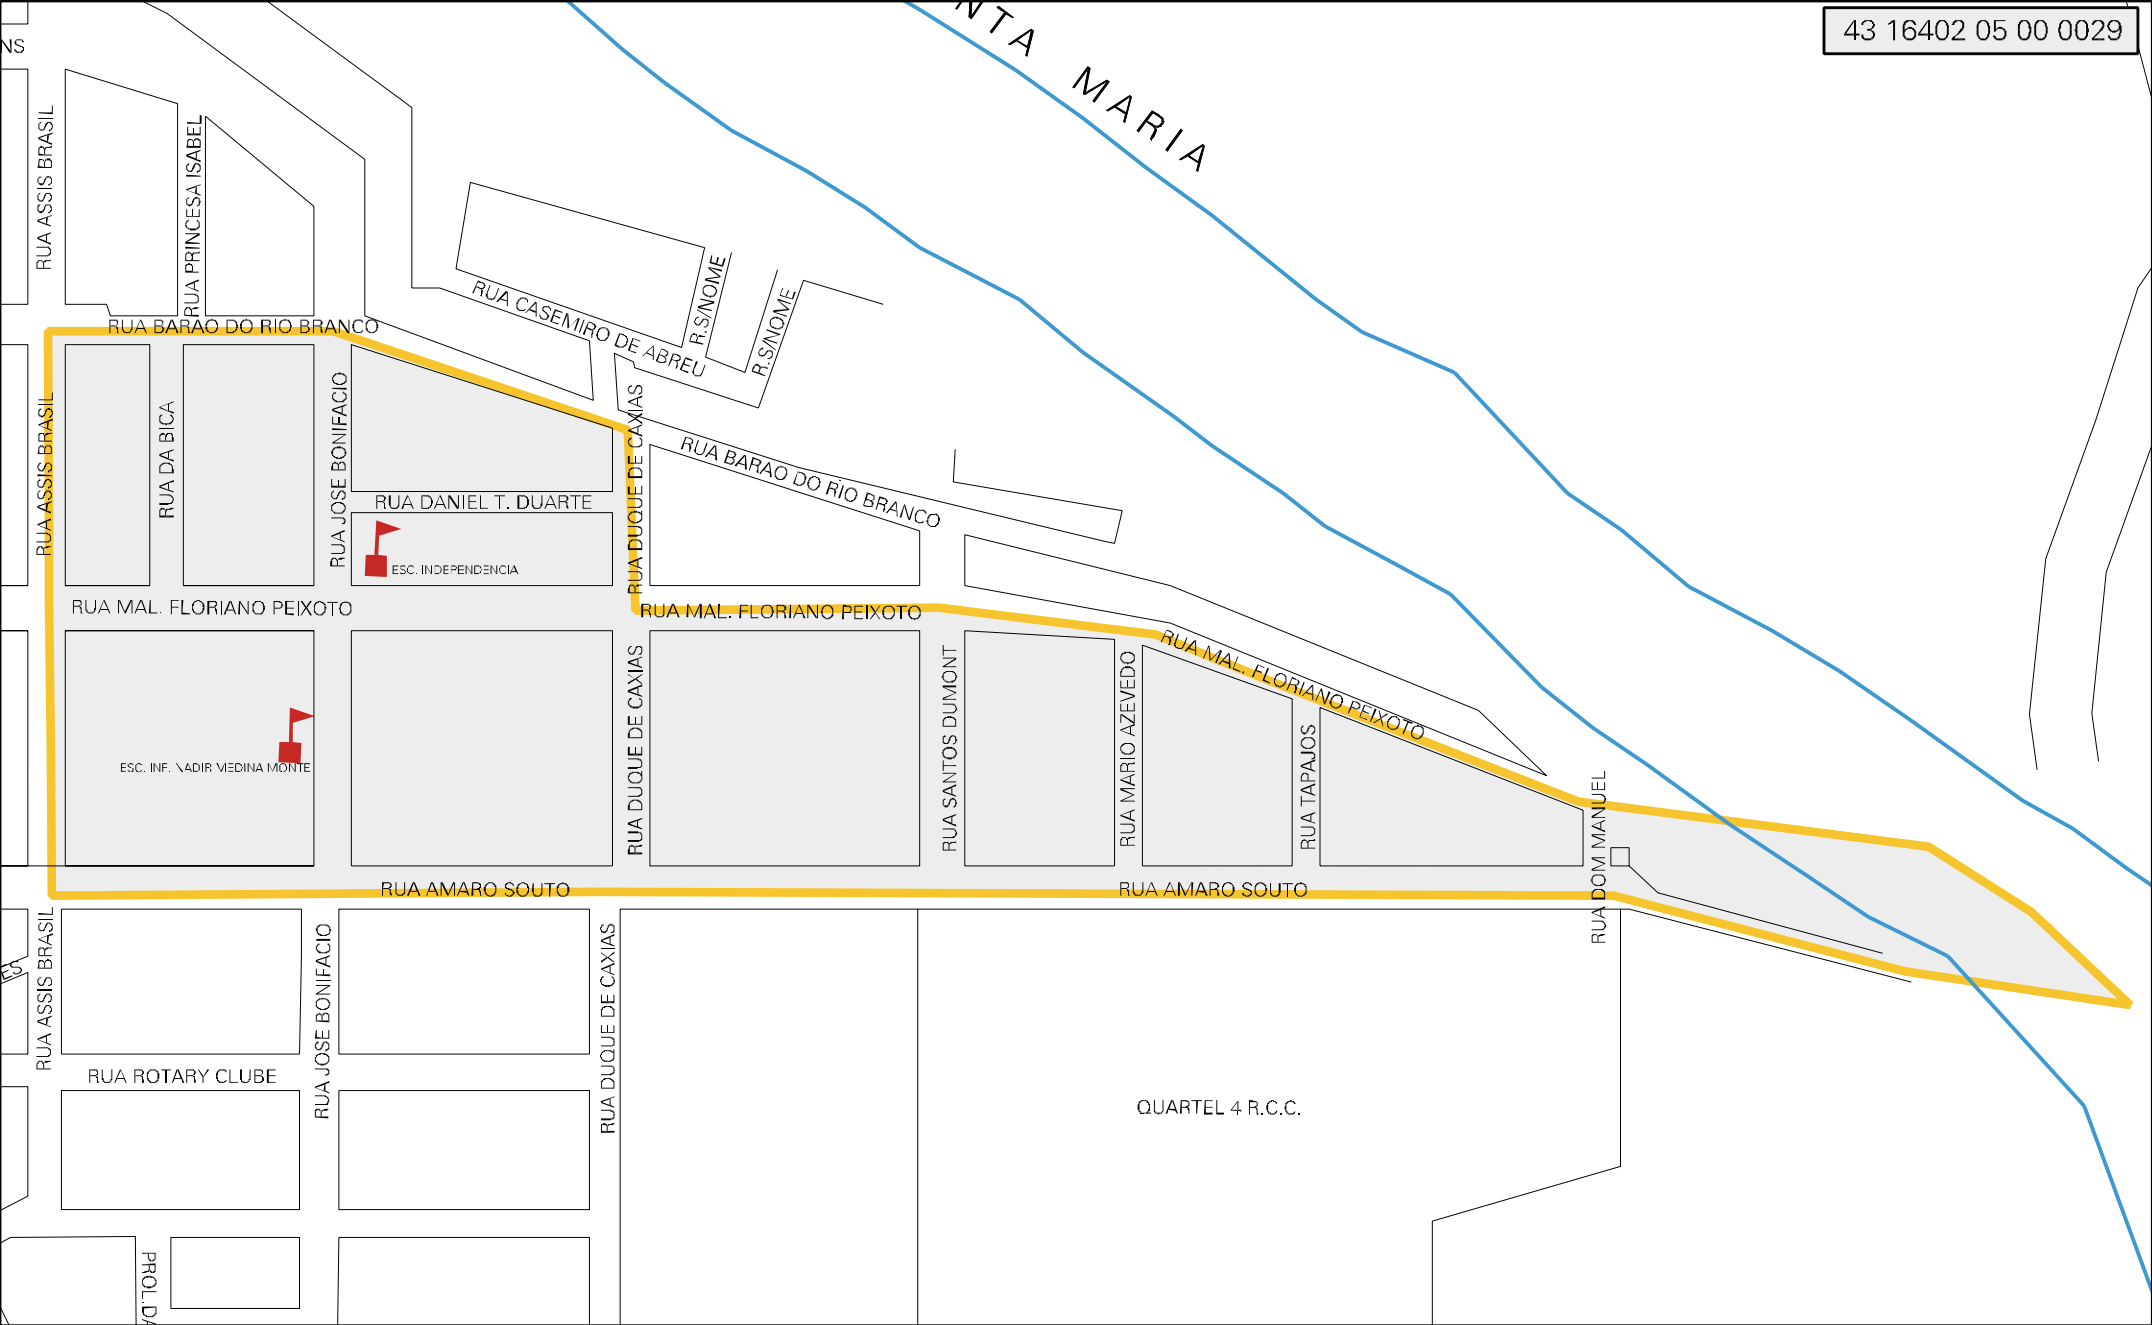 NTA MARIA
43 16402 05 00 0029
NS
RUA ASSIS BRASIL
RUA PRINCESA ISABEL
RUA CASEMIRO DE ABREU
R.S/NOME
R.S/NOME
RUA BARAO DO RIO BRANCO
RUA ASSIS BRASIL
RUA DA BICA
RUA JOSE BONIFACIO
RUA DUQUE DE CAXIAS
RUA BARAO DO RIO BRANCO
RUA DANIEL T. DUARTE
ESC. INDEPENDENCIA
RUA MAL. FLORIANO PEIXOTO
RUA MAL. FLORIANO PEIXOTO
RUA MAL. FLORIANO PEIXOTO
RUA DUQUE DE CAXIAS
RUA SANTOS DUMONT
RUA MARIO AZEVEDO
RUA TAPAJOS
RUA DOM MANUEL
ESC. INF. NADIR MEDINA MONTE
RUA AMARO SOUTO
RUA AMARO SOUTO
ES
RUA ASSIS BRASIL
RUA JOSE BONIFACIO
RUA DUQUE DE CAXIAS
RUA ROTARY CLUBE
QUARTEL 4 R.C.C.
PROL.DA